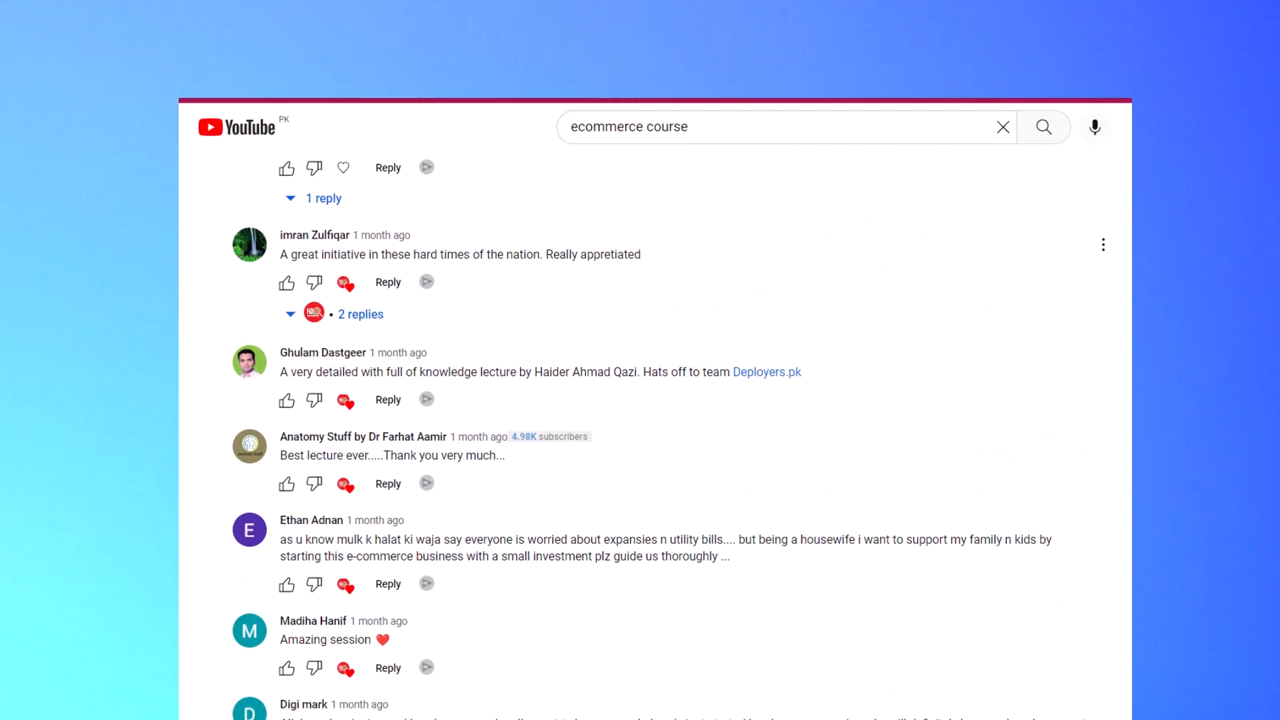 YouTube PK
ecommerce course
Reply
1 reply
imran Zulfiqar 1 month ago
A great initiative in these hard times of the nation. Really appretiated
Reply
• 2 replies
Ghulam Dastgeer 1 month ago
A very detailed with full of knowledge lecture by Haider Ahmad Qazi. Hats off to team Deployers.pk
Reply
Anatomy Stuff by Dr Farhat Aamir 1 month ago 4.98K subscribers
Best lecture ever.....Thank you very much...
Reply
E
Ethan Adnan 1 month ago
as u know mulk k halat ki waja say everyone is worried about expansies n utility bills.... but being a housewife i want to support my family n kids by
starting this e-commerce business with a small investment plz guide us thoroughly ...
Reply
M
Madiha Hanif 1 month ago
Amazing session ❤️
Reply
D
Digi mark 1 month ago